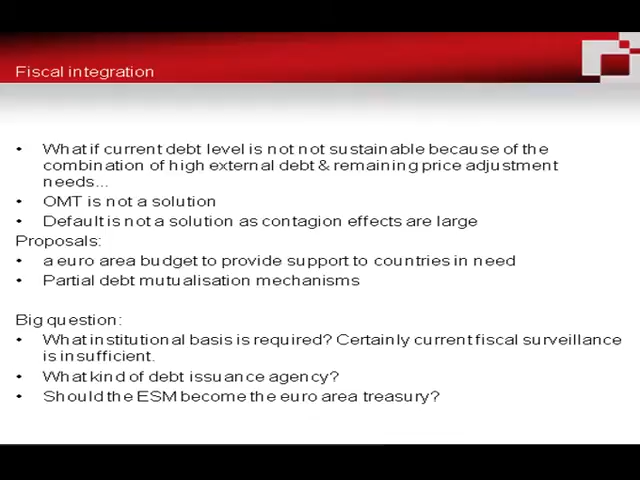 Fiscal integration
• What if current debt level is not not sustainable because of the
combination of high external debt & remaining price adjustment
needs...
• OMT is not a solution
• Default is not a solution as contagion effects are large
Proposals:
• a euro area budget to provide support to countries in need
• Partial debt mutualisation mechanisms
Big question:
• What institutional basis is required? Certainly current fiscal surveillance
is insufficient.
• What kind of debt issuance agency?
• Should the ESM become the euro area treasury?